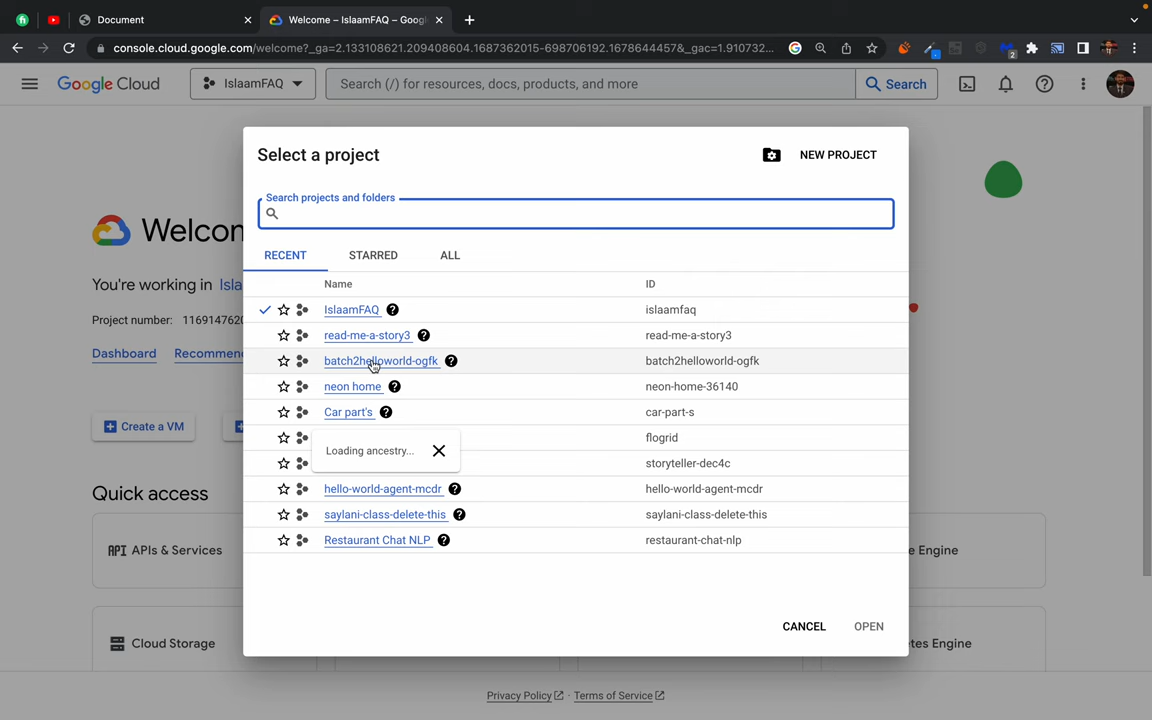 Document
Welcome – IslaamFAQ – Googl
console.cloud.google.com/welcome?_ga=2.133108621.209408604.1687362015-698706192.1678644457&_gac=1.910732...
2
Google Cloud
IslaamFAQ
Search (/) for resources, docs, products, and more
Search
Select a project
NEW PROJECT
Search projects and folders
RECENT STARRED ALL
Welcom
You're working in Isla
Project number: 1169147620
Dashboard Recommen
Create a VM
Quick access
API APIs & Services
e Engine
Cloud Storage
etes Engine
Name ID
IslaamFAQ islaamfaq
read-me-a-story3 read-me-a-story3
batch2helloworld-ogfk batch2helloworld-ogfk
neon home neon-home-36140
Car part's car-part-s
flogrid
Loading ancestry...
storyteller-dec4c
hello-world-agent-mcdr hello-world-agent-mcdr
saylani-class-delete-this saylani-class-delete-this
Restaurant Chat NLP restaurant-chat-nlp
CANCEL OPEN
Privacy Policy · Terms of Service